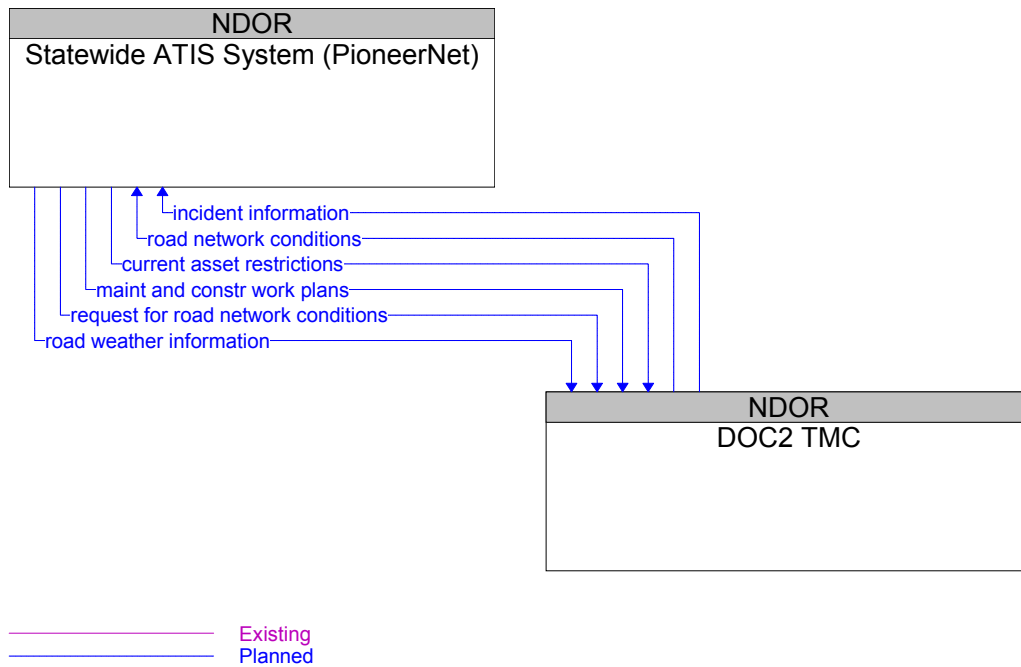 NDOR
Statewide ATIS System (PioneerNet)
incident information
road network conditions
current asset restrictions
maint and constr work plans
request for road network conditions
road weather information
NDOR
DOC2 TMC
Existing
Planned